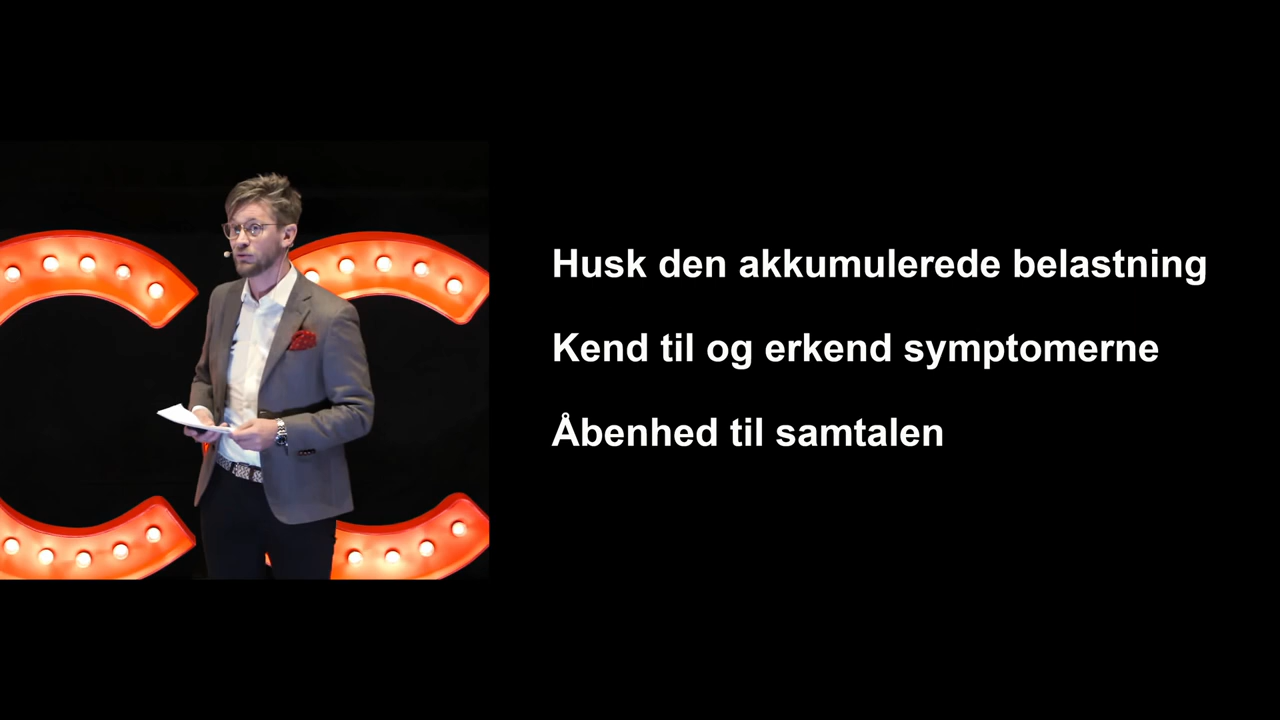 Husk den akkumulerede belastning
Kend til og erkend symptomerne
Åbenhed til samtalen